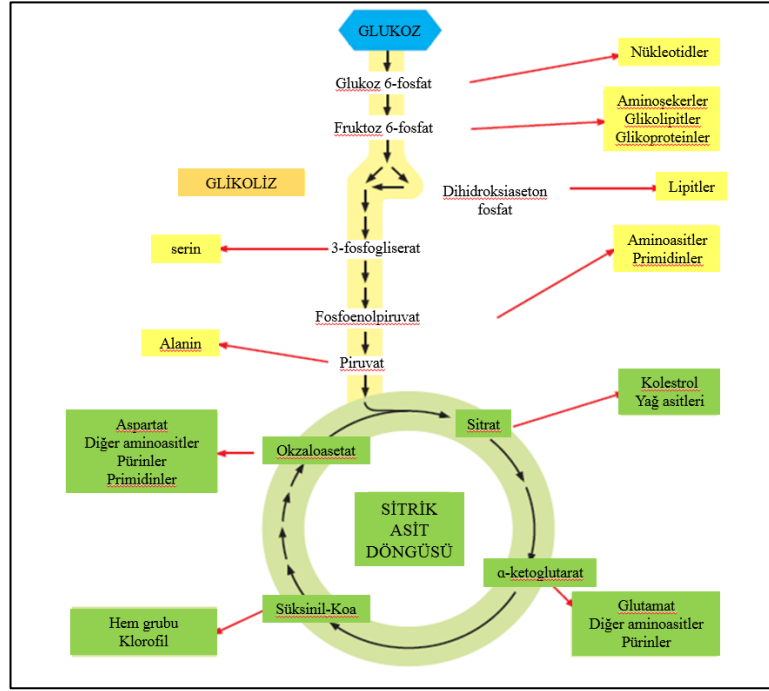 GLUKOZ
Nükleotidler
Glukoz 6-fosfat
Aminoşekerler
Glikolipitler
Glikoproteinler
Fruktoz 6-fosfat
GLİKOLİZ
Dihidroksiaseton
fosfat
Lipitler
serin
3-fosfogliserat
Aminoasitler
Primidinler
Fosfoenolpiruvat
Alanin
Piruvat
Kolestrol
Yağ asitleri
Aspartat
Diğer aminoasitler
Pürinler
Primidinler
Okzaloasetat
Sitrat
SİTRİK
ASİT
DÖNGÜSÜ
α-ketoglutarat
Süksinil-Koa
Hem grubu
Klorofil
Glutamat
Diğer aminoasitler
Pürinler